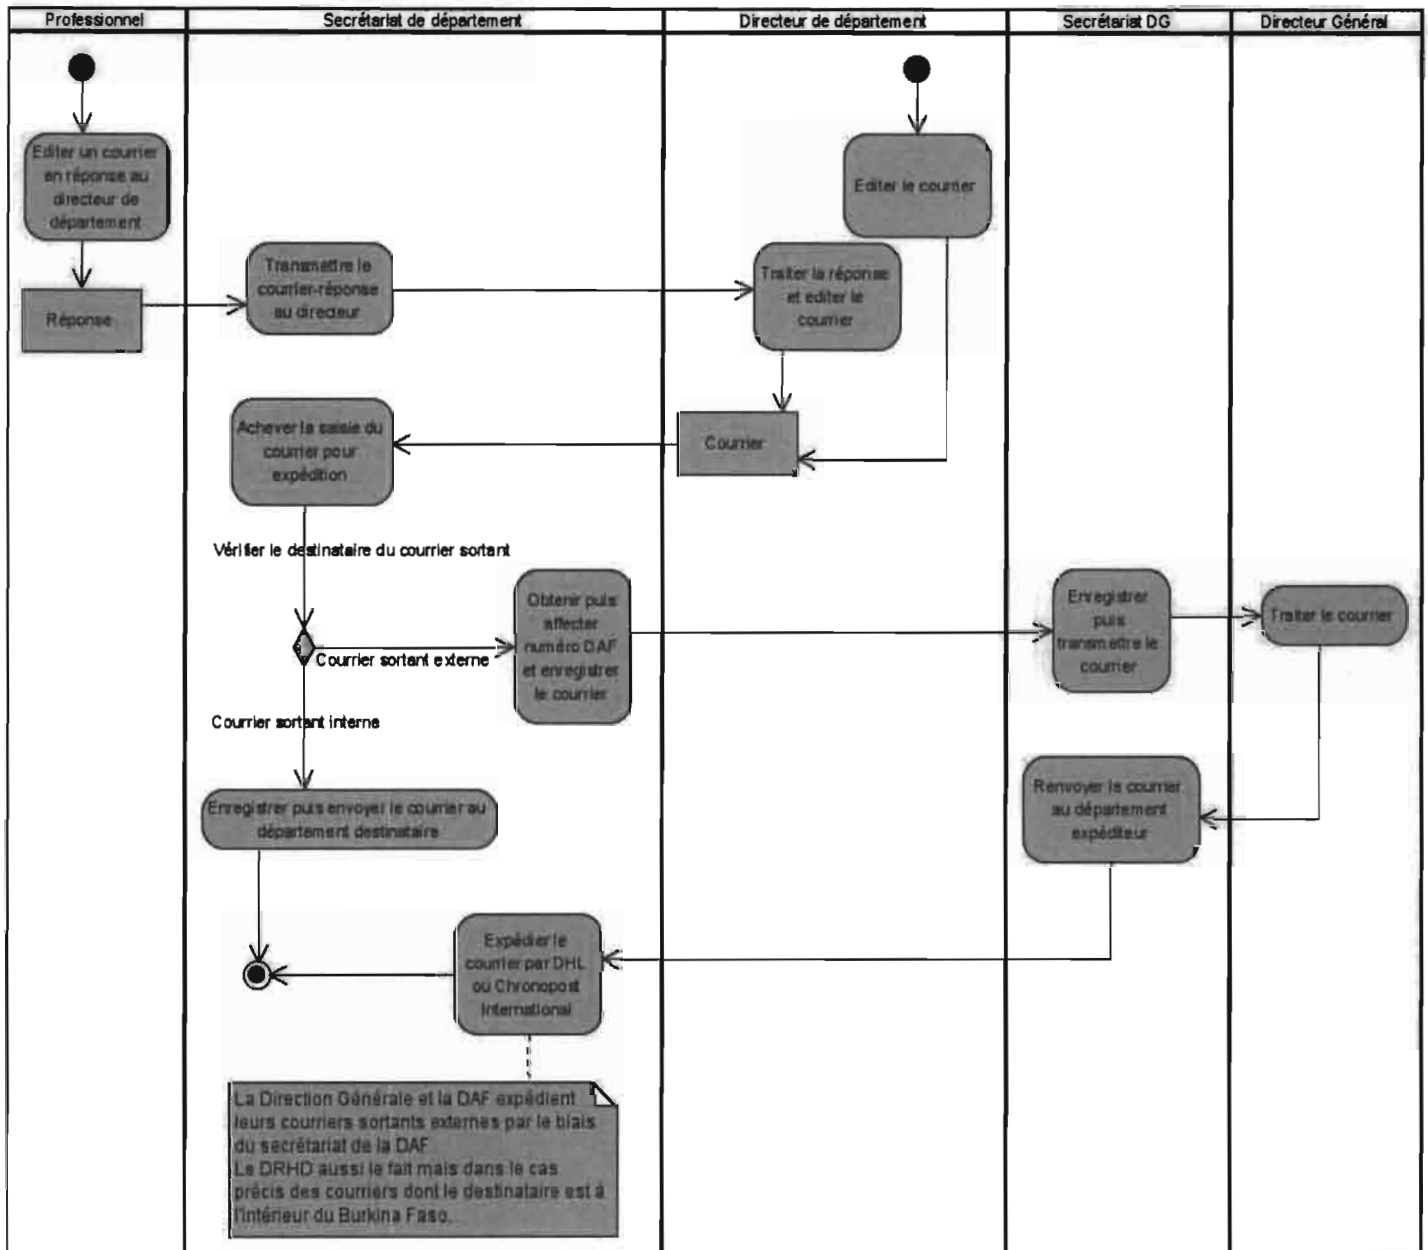 Professionnel
Secrétariat de département
Directeur de département
Secrétariat DG
Directeur Général
Editer un courrier
en réponse au
directeur de
département
Editer le courrier
Réponse
Transmettre le
courrier-réponse
au directeur
Traiter la réponse
et editer le
courrier
Achever la saisie du
courrier pour
expédition
Courrier
Vérifier le destinataire du courrier sortant
Obtenir puis
affecter
numéro DAF
et enregistrer
le courrier
Enregistrer
puis
transmettre le
courrier
Traiter le courrier
Courrier sortant externe
Courrier sortant interne
Enregistrer puis envoyer le courrier au
département destinataire
Renvoyer le courrier
au département
expéditeur
Expédier le
courrier par DHL
ou Chronopost
International
La Direction Générale et la DAF expédient
leurs courriers sortants externes par le biais
du secrétariat de la DAF
Le DRHD aussi le fait mais dans le cas
précis des courriers dont le destinataire est à
l'intérieur du Burkina Faso.